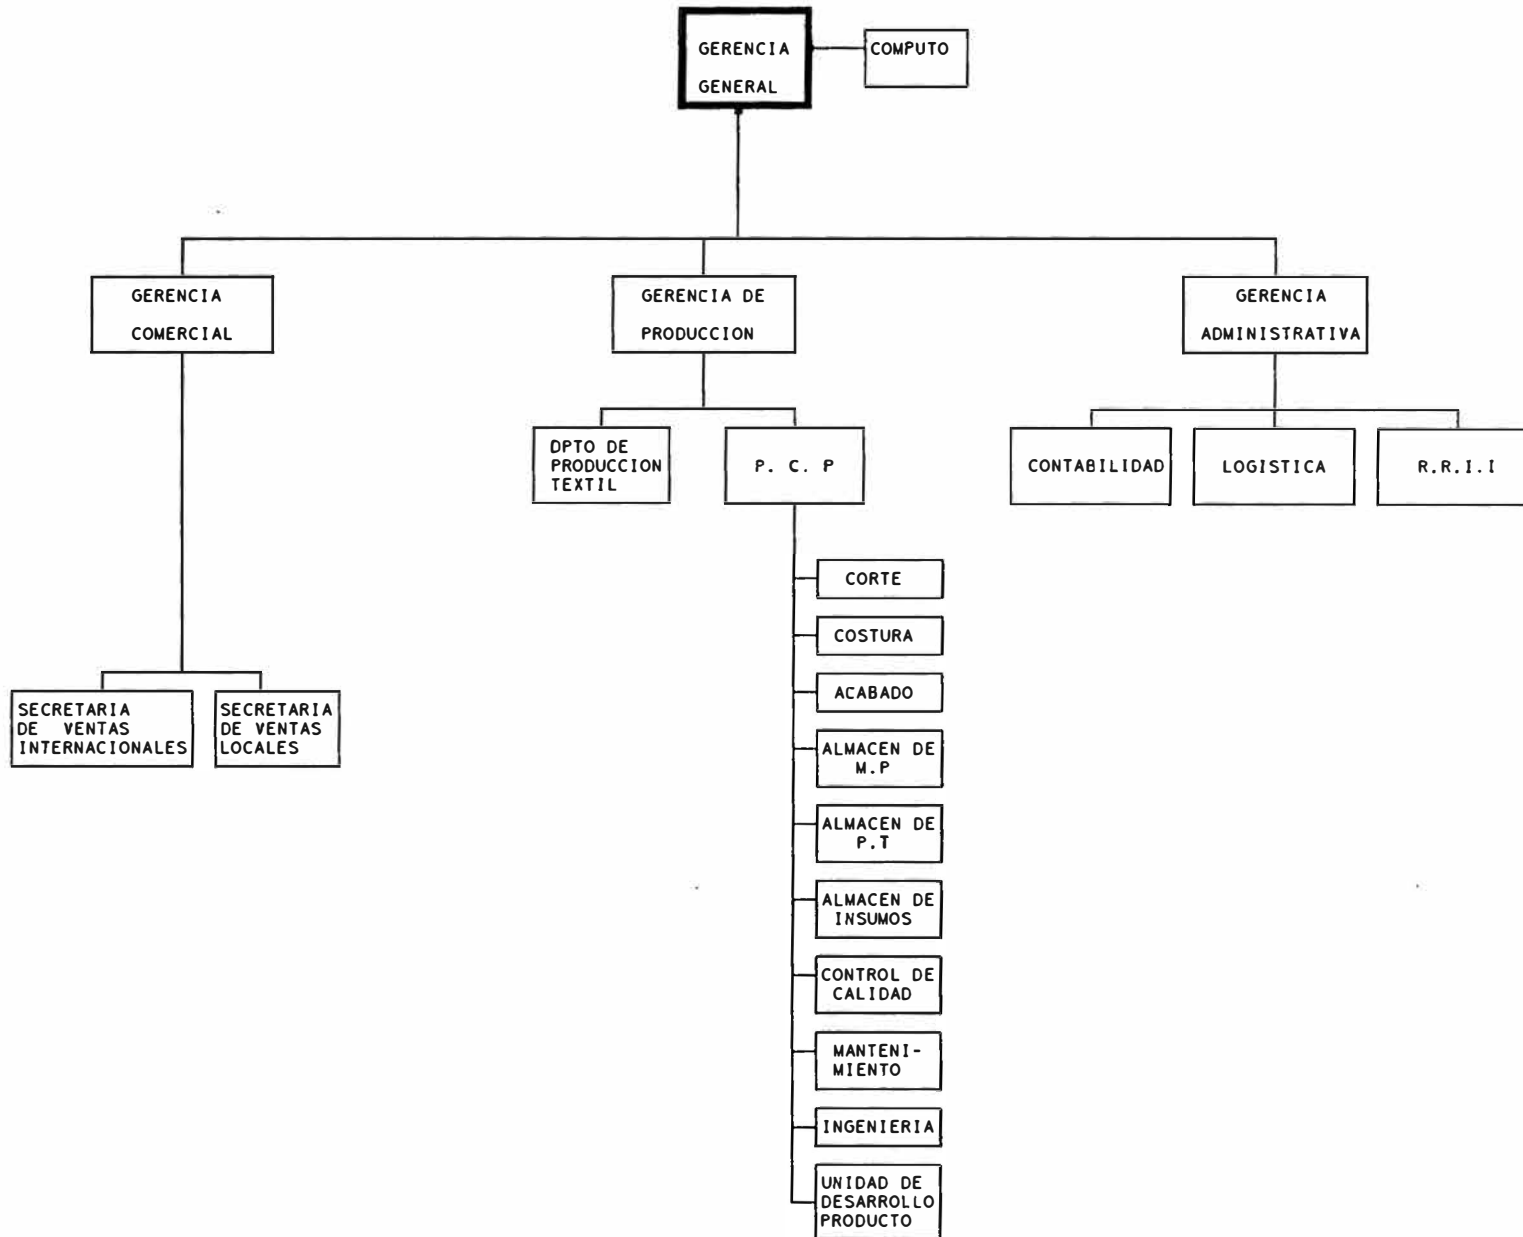 GERENCIA
GENERAL
COMPUTO
GERENCIA
COMERCIAL
GERENCIA DE
PRODUCCION
GERENCIA
ADMINISTRATIVA
DPTO DE
PRODUCCION
TEXTIL
P. C. P
CONTABILIDAD
LOGISTICA
R.R.I.I
CORTE
COSTURA
ACABADO
SECRETARIA
DE VENTAS
INTERNACIONALES
SECRETARIA
DE VENTAS
LOCALES
ALMACEN DE
M.P
ALMACEN DE
P.T
ALMACEN DE
INSUMOS
CONTROL DE
CALIDAD
MANTENI-
MIENTO
INGENIERIA
UNIDAD DE
DESARROLLO
PRODUCTO